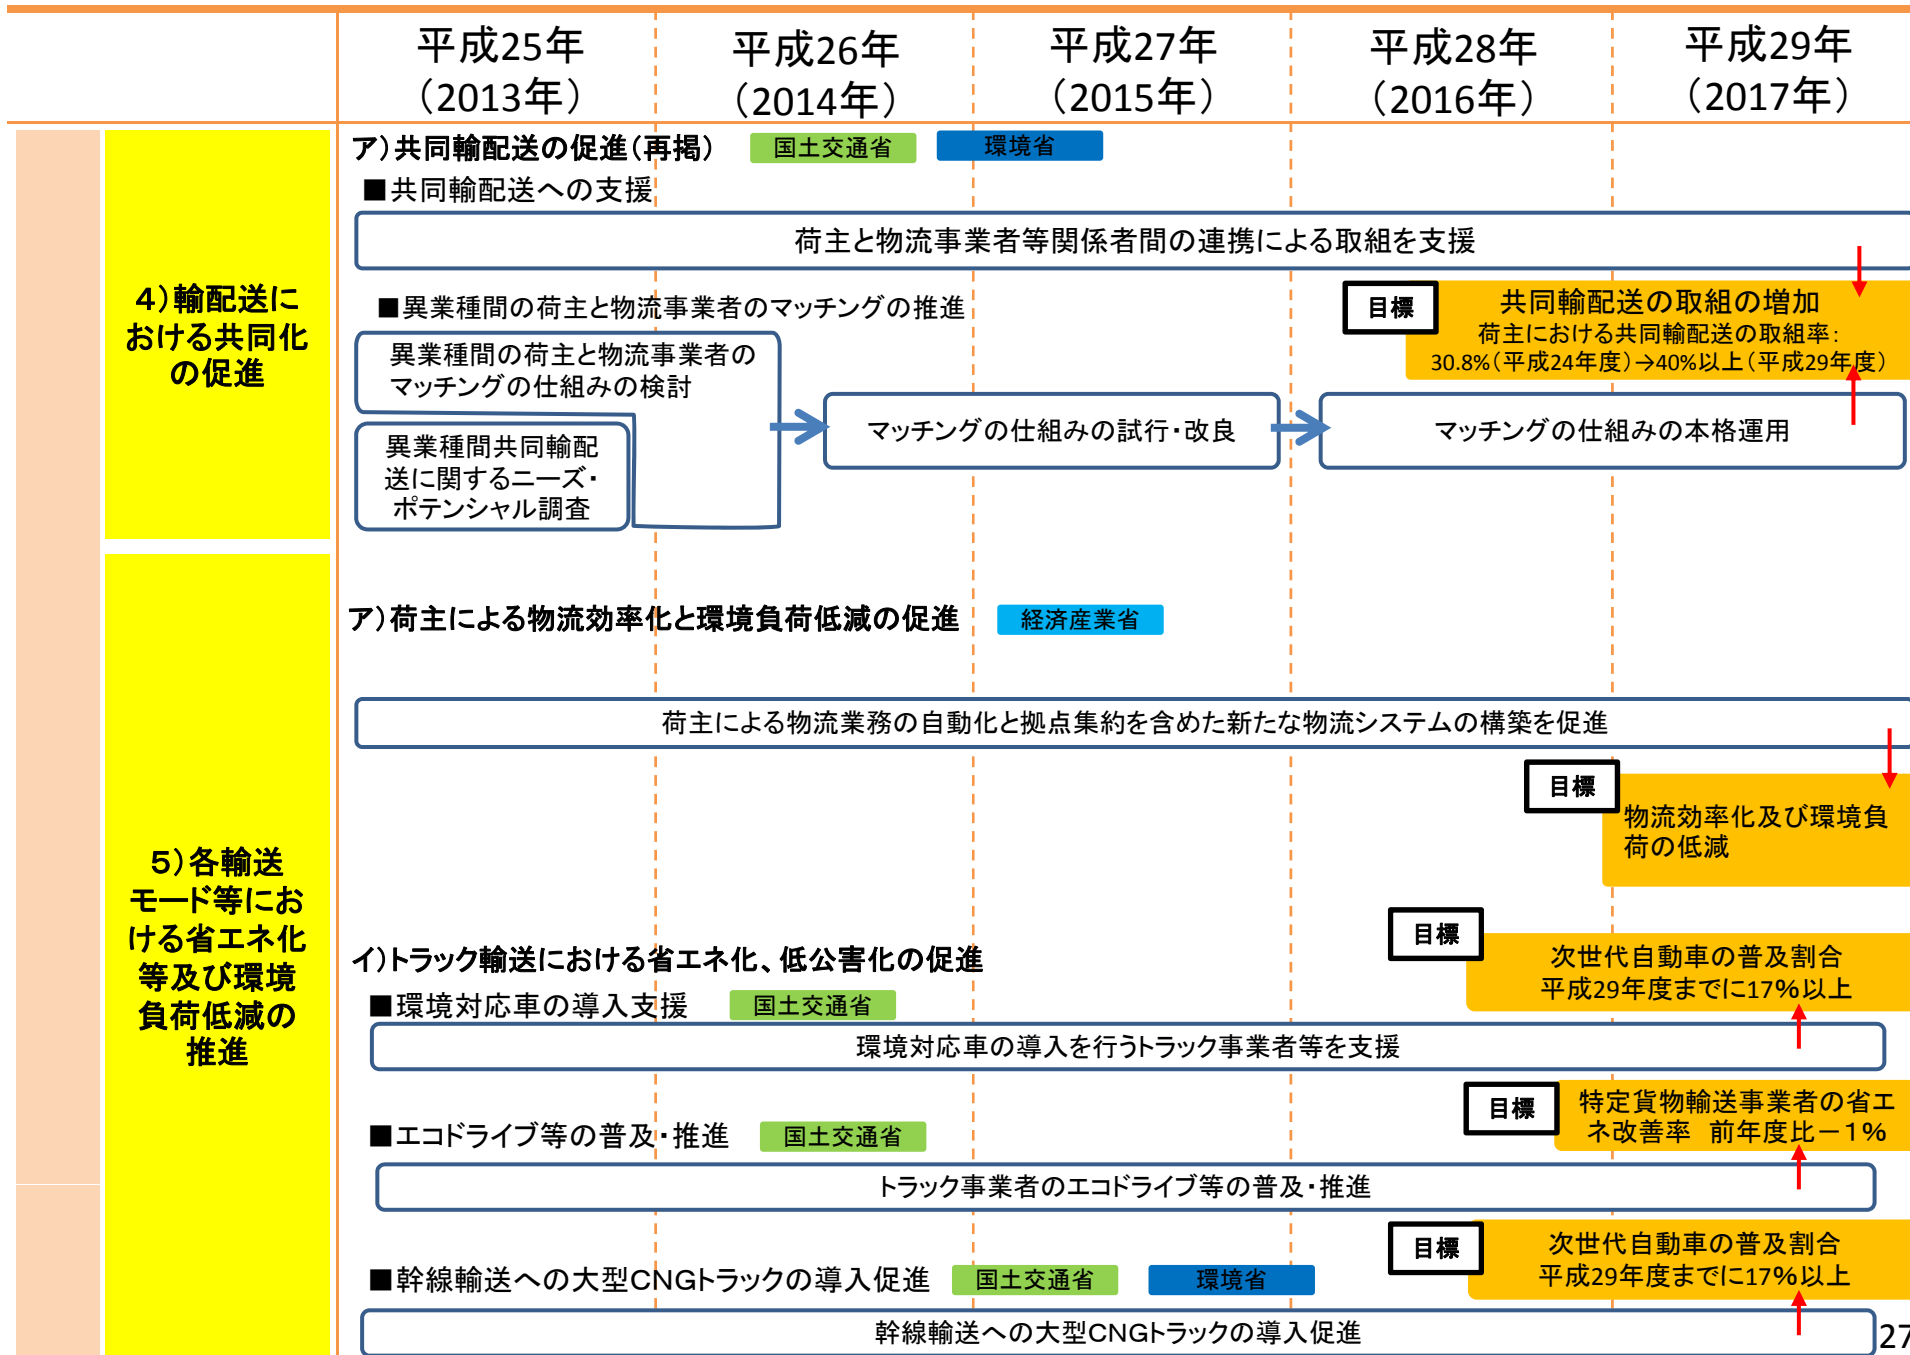 平成25年
（2013年）
平成26年
（2014年）
平成27年
（2015年）
平成28年
（2016年）
平成29年
（2017年）
４）輸配送に
おける共同化
の促進
ア）共同輸配送の促進（再掲）
国土交通省
環境省
■共同輸配送への支援
荷主と物流事業者等関係者間の連携による取組を支援
■異業種間の荷主と物流事業者のマッチングの推進
目標
共同輸配送の取組の増加
荷主における共同輸配送の取組率：
30.8%（平成24年度）→40%以上（平成29年度）
異業種間の荷主と物流事業者の
マッチングの仕組みの検討
異業種間共同輸配
送に関するニーズ・
ポテンシャル調査
マッチングの仕組みの試行・改良
マッチングの仕組みの本格運用
５）各輸送
モード等にお
ける省エネ化
等及び環境
負荷低減の
推進
ア）荷主による物流効率化と環境負荷低減の促進
経済産業省
荷主による物流業務の自動化と拠点集約を含めた新たな物流システムの構築を促進
目標
物流効率化及び環境負
荷の低減
イ）トラック輸送における省エネ化、低公害化の促進
目標
次世代自動車の普及割合
平成29年度までに17％以上
■環境対応車の導入支援
国土交通省
環境対応車の導入を行うトラック事業者等を支援
目標
特定貨物輸送事業者の省エ
ネ改善率　前年度比－１％
■エコドライブ等の普及・推進
国土交通省
トラック事業者のエコドライブ等の普及・推進
目標
次世代自動車の普及割合
平成29年度までに17％以上
■幹線輸送への大型CNGトラックの導入促進
国土交通省
環境省
幹線輸送への大型CNGトラックの導入促進
27